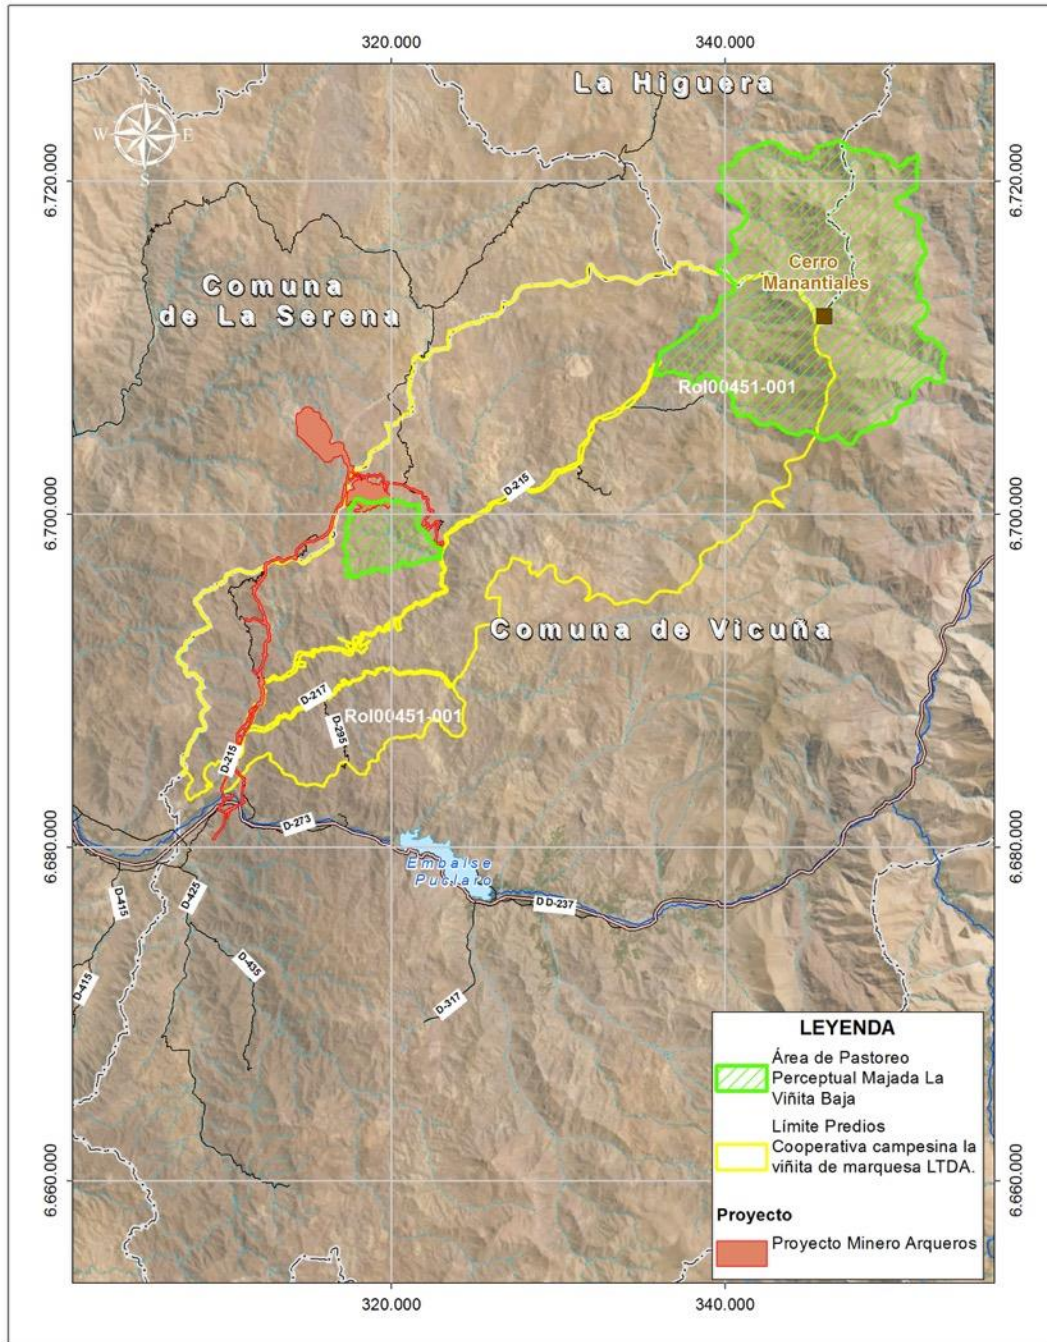 320.000
340.000
La Higuera
N
W
E
S
6.720.000
6.720.000
Cerro
Manantiales
Comuna
de La Serena
Rol00451-001
D-215
6.700.000
6.700.000
Comuna de Vicuña
D-217
Rol00451-001
D-295
D-215
D-273
6.680.000
6.680.000
Embalse
Puclaro
D-415
D-425
D D-237
D-435
D-415
D-317
LEYENDA
Área de Pastoreo
Perceptual Majada La
Viñita Baja
Límite Predios
Cooperativa campesina la
viñita de marquesa LTDA.
6.660.000
6.660.000
Proyecto
Proyecto Minero Arqueros
320.000
340.000